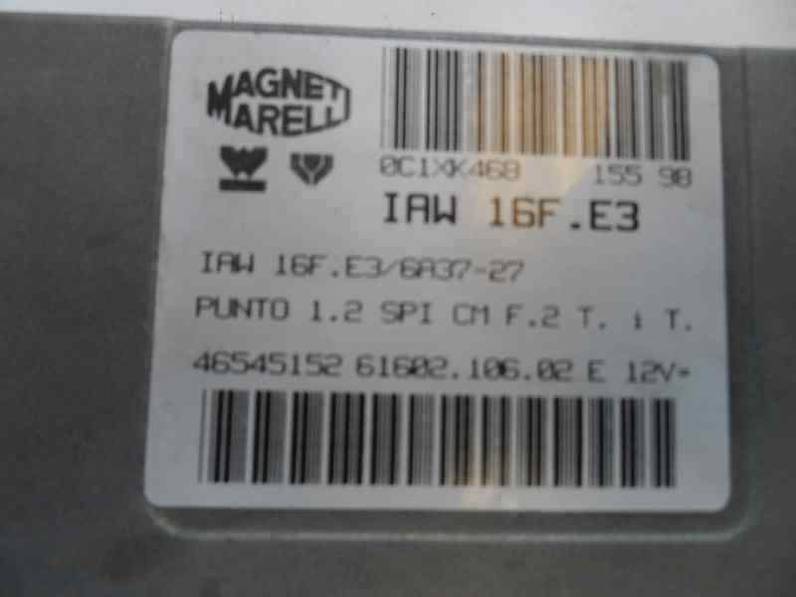 MAGNETI
MARELLI
0C1XK468 155 98
IAW 16F.E3
IAW 16F.E3/6A37-27
PUNTO 1.2 SPI CM F.2 T. i T.
46545152 61602.106.02 E 12V=